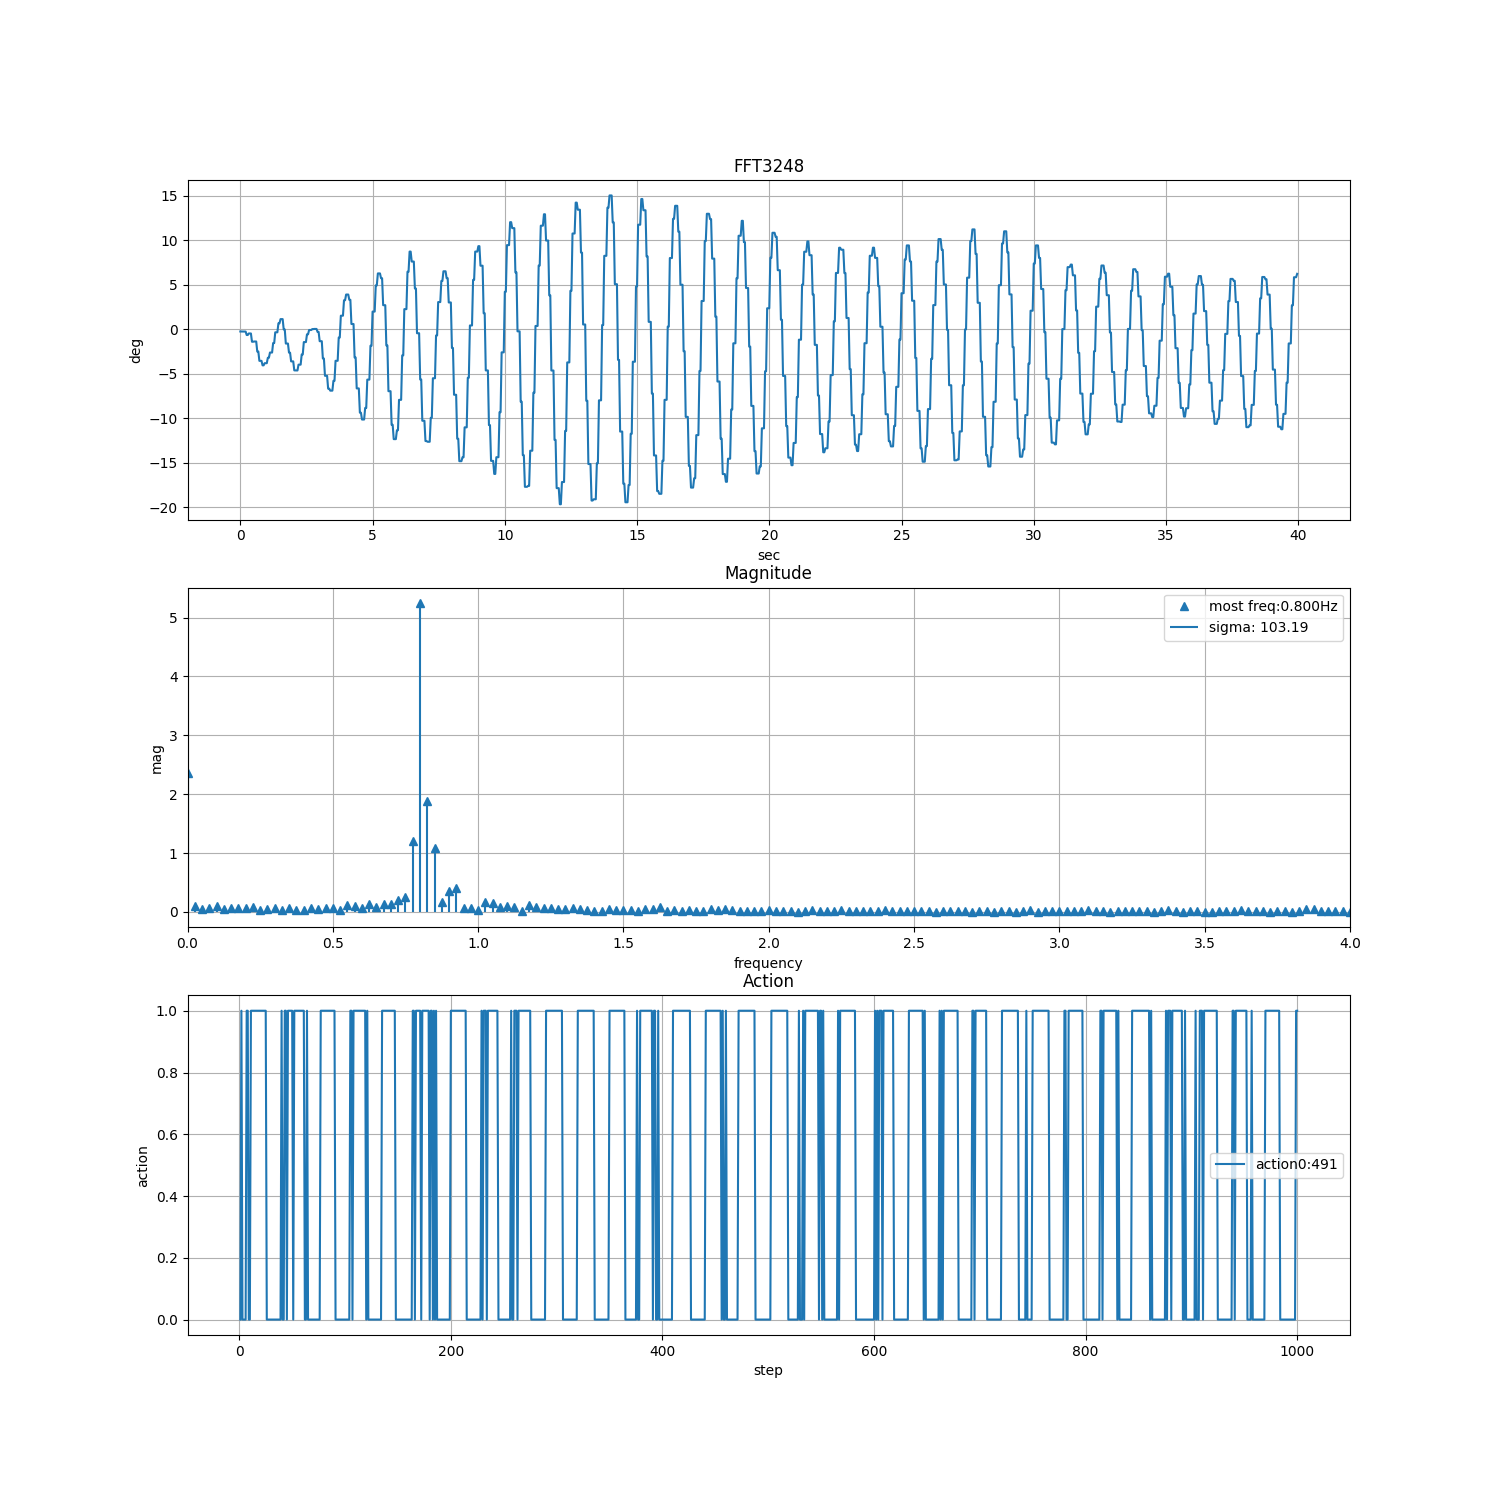 FFT3248
15
10
5
0
−5
−10
−15
−20
deg
0 5 10 15 20 25 30 35 40
sec
Magnitude
5
4
3
2
1
0
mag
most freq:0.800Hz
sigma: 103.19
0.0 0.5 1.0 1.5 2.0 2.5 3.0 3.5 4.0
frequency
Action
1.0
0.8
0.6
0.4
0.2
0.0
action
action0:491
0 200 400 600 800 1000
step